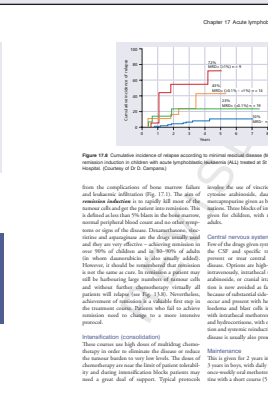 Chapter 17 Acute lymphob
Cumulative incidence of relapse
100
80
60
40
20
0
0 1 2 3 4 5 6 7 8
Years
72%
43%
23%
Figure 17.6 Cumulative incidence of relapse according to minimal residual disease (M
remission induction in children with acute lymphoblastic leukaemia (ALL) treated at St
Hospital. (Courtesy of Dr D. Campana.)
from the complications of bone marrow failure
and leukaemic infiltration (Fig. 17.1). The aim of
remission induction is to rapidly kill most of the
tumour cells and get the patient into remission. This
is defined as less than 5% blasts in the bone marrow,
normal peripheral blood count and no other symp-
toms or signs of the disease. Dexamethasone, vinc-
ristine and asparaginase are the drugs usually used
and they are very effective – achieving remission in
over 90% of children and in 80–90% of adults
(in whom daunorubicin is also usually added).
However, it should be remembered that remission
is not the same as cure. In remission a patient may
still be harbouring large numbers of tumour cells
and without further chemotherapy virtually all
patients will relapse (see Fig. 13.8). Nevertheless,
achievement of remission is a valuable first step in
the treatment course. Patients who fail to achieve
remission need to change to a more intensive
protocol.
Intensification (consolidation)
These courses use high doses of multidrug chemo-
therapy in order to eliminate the disease or reduce
the tumour burden to very low levels. The doses of
chemotherapy are near the limit of patient tolerabil-
ity and during intensification blocks patients may
need a great deal of support. Typical protocols
involve the use of vincristi
cytosine arabinoside, daun
mercaptopurine given as b
regimen. Three blocks of in
given for children, with m
adults.
Central nervous system
Few of the drugs given syst
the CSF and specific tr
prevent or treat central
disease. Options are high-
intravenously, intrathecal m
arabinoside, or cranial irra
tion is now avoided as fa
because of substantial side-
occur and present with he
loedema and blast cells in
with intrathecal methotrex
and hydrocortisone, with c
tion and systemic reinducti
disease is usually also prese
Maintenance
This is given for 2 years in
3 years in boys, with daily
once-weekly oral methotrex
tine with a short course (5